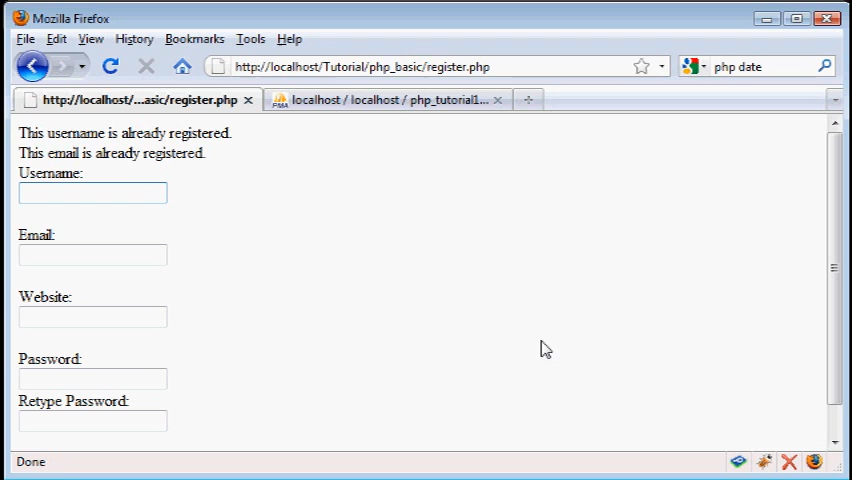 Mozilla Firefox
File Edit View History Bookmarks Tools Help
http://localhost/Tutorial/php_basic/register.php
php date
http://localhost/...asic/register.php
PMA localhost / localhost / php_tutorial1...
This username is already registered.
This email is already registered.
Username:
Email:
Website:
Password:
Retype Password:
Done